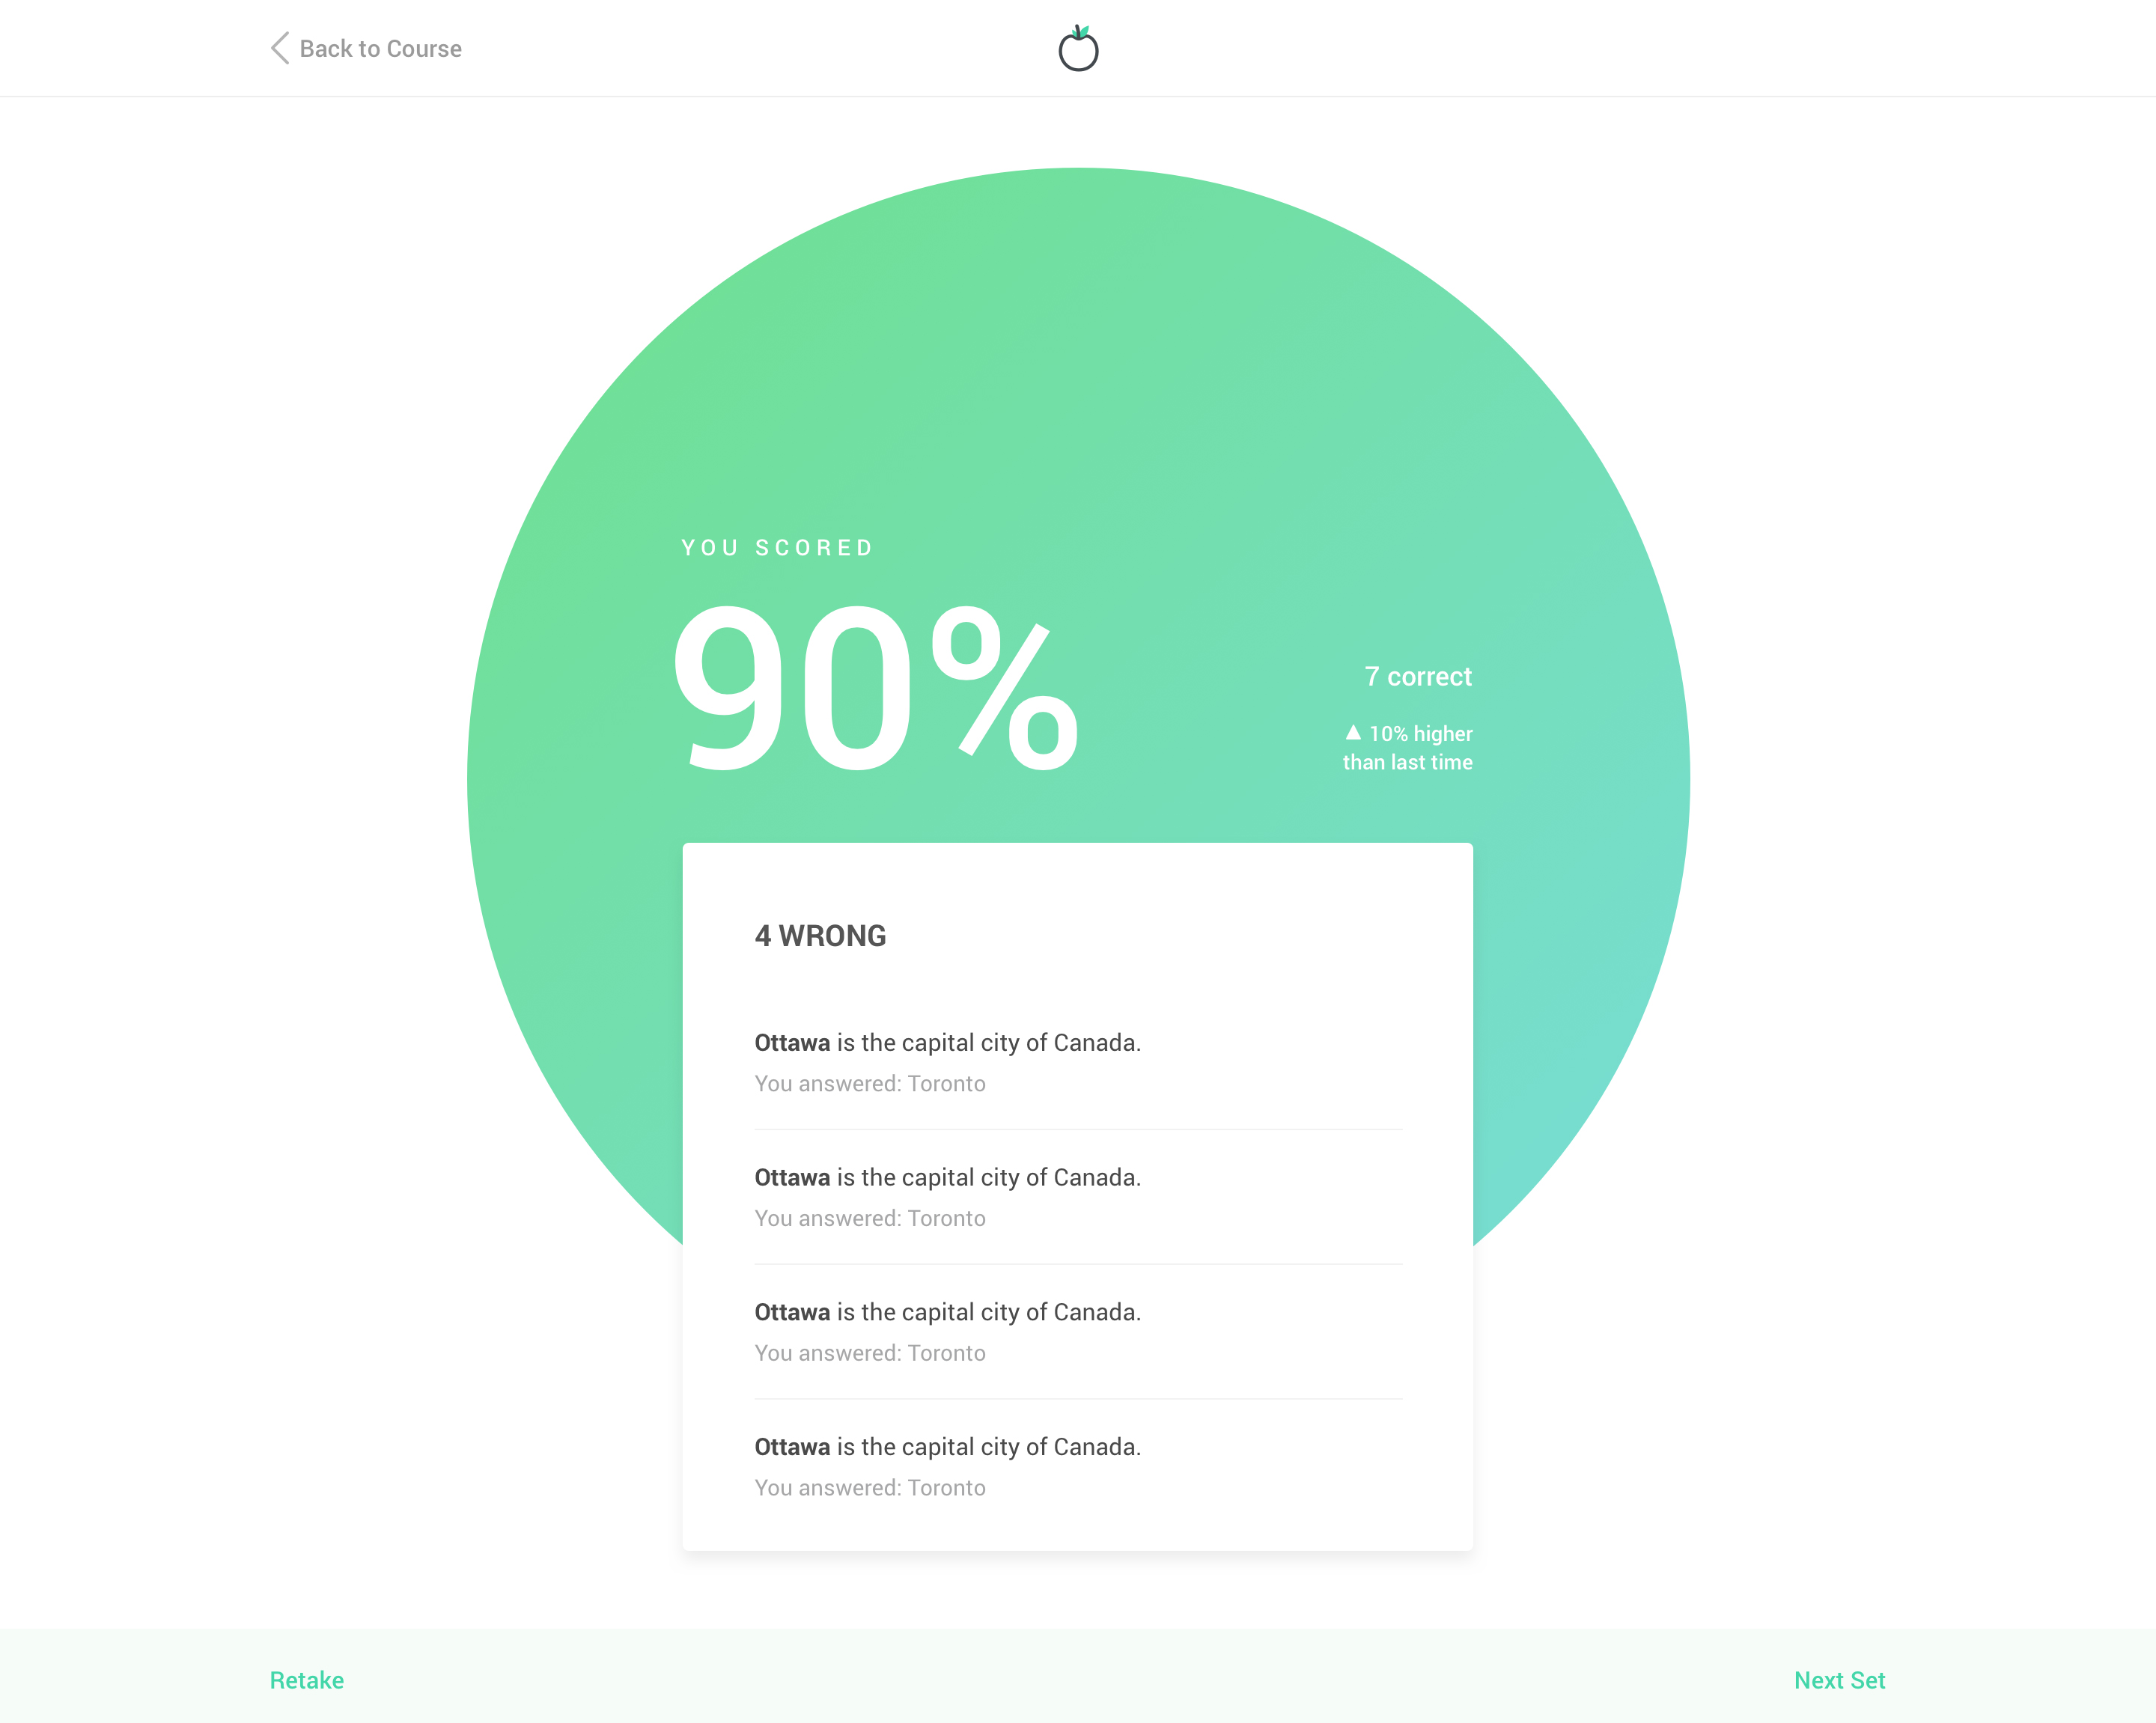 Back to Course
YOU SCORED
90%
7 correct
▲ 10% higher
than last time
4 WRONG
Ottawa is the capital city of Canada.
You answered: Toronto
Ottawa is the capital city of Canada.
You answered: Toronto
Ottawa is the capital city of Canada.
You answered: Toronto
Ottawa is the capital city of Canada.
You answered: Toronto
Retake
Next Set